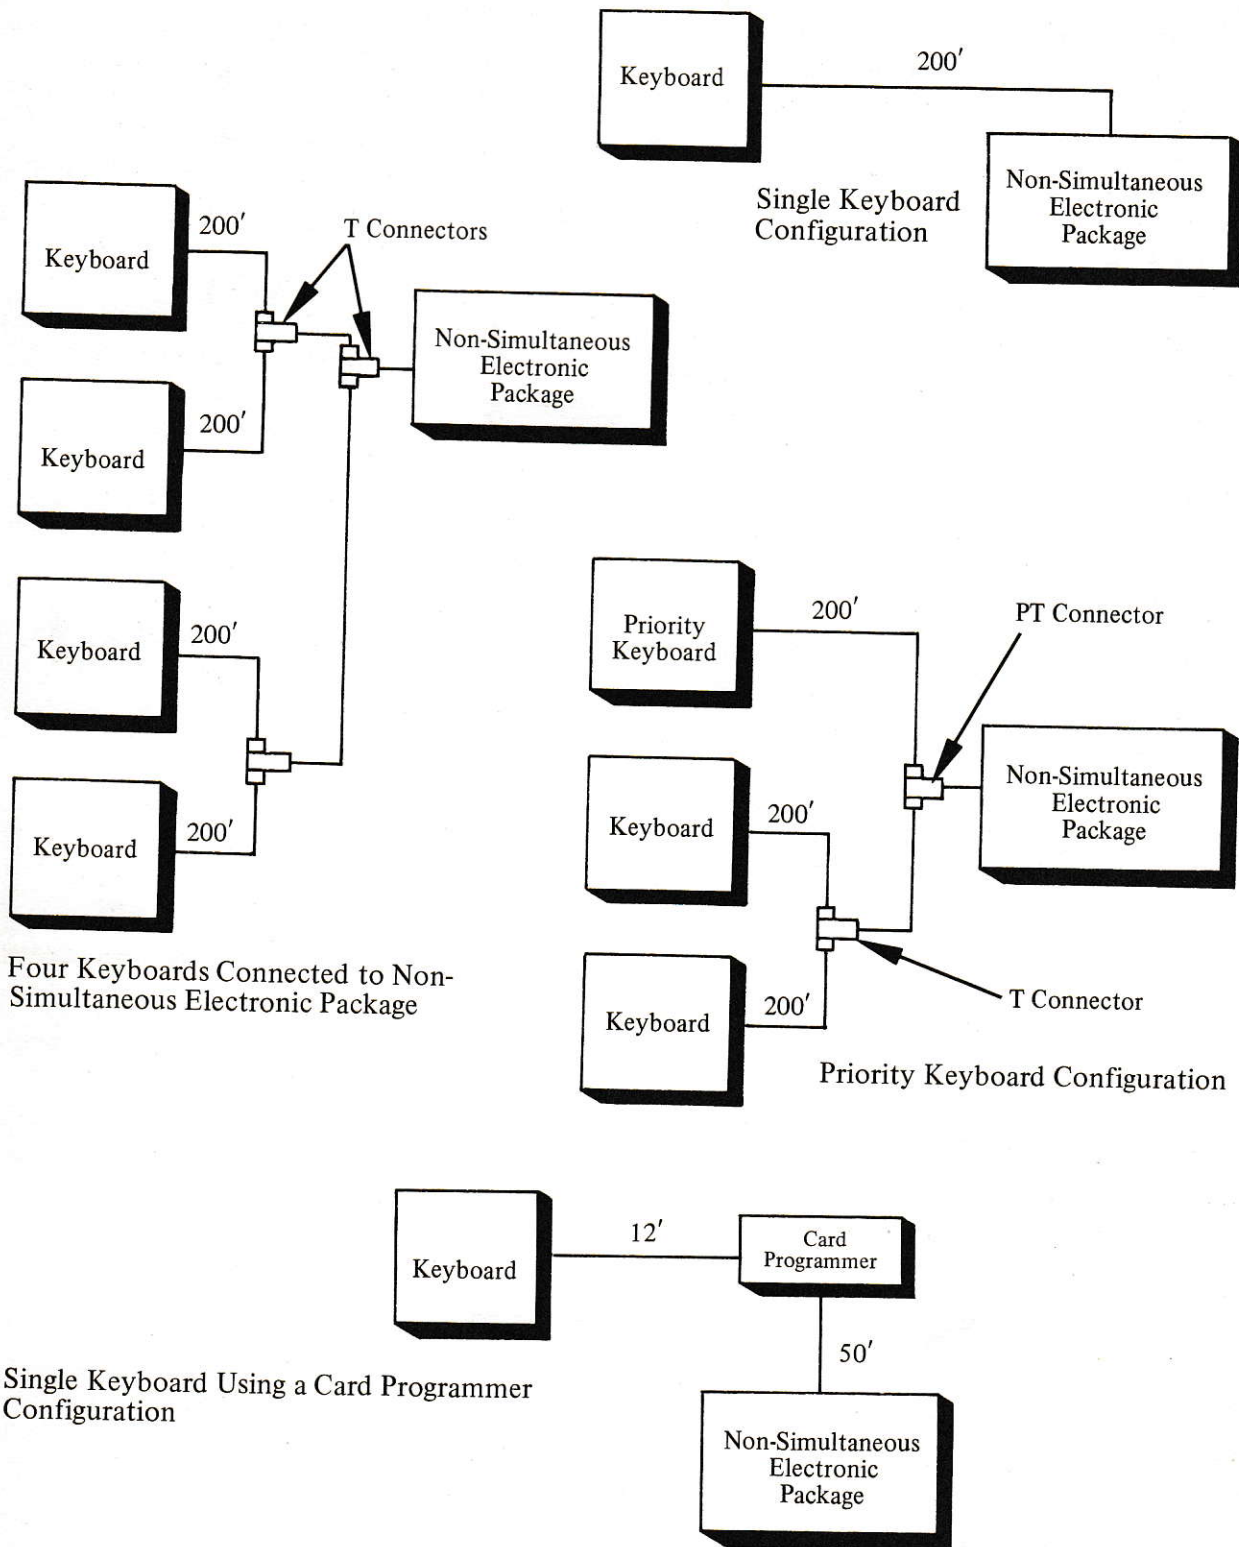 Keyboard
200'
Non-Simultaneous
Electronic
Package
Single Keyboard
Configuration
Keyboard
200'
T Connectors
Non-Simultaneous
Electronic
Package
Keyboard
200'
Keyboard
200'
Keyboard
200'
Four Keyboards Connected to Non-
Simultaneous Electronic Package
Priority
Keyboard
200'
PT Connector
Non-Simultaneous
Electronic
Package
Keyboard
200'
Keyboard
200'
T Connector
Priority Keyboard Configuration
Keyboard
12'
Card
Programmer
50'
Non-Simultaneous
Electronic
Package
Single Keyboard Using a Card Programmer
Configuration